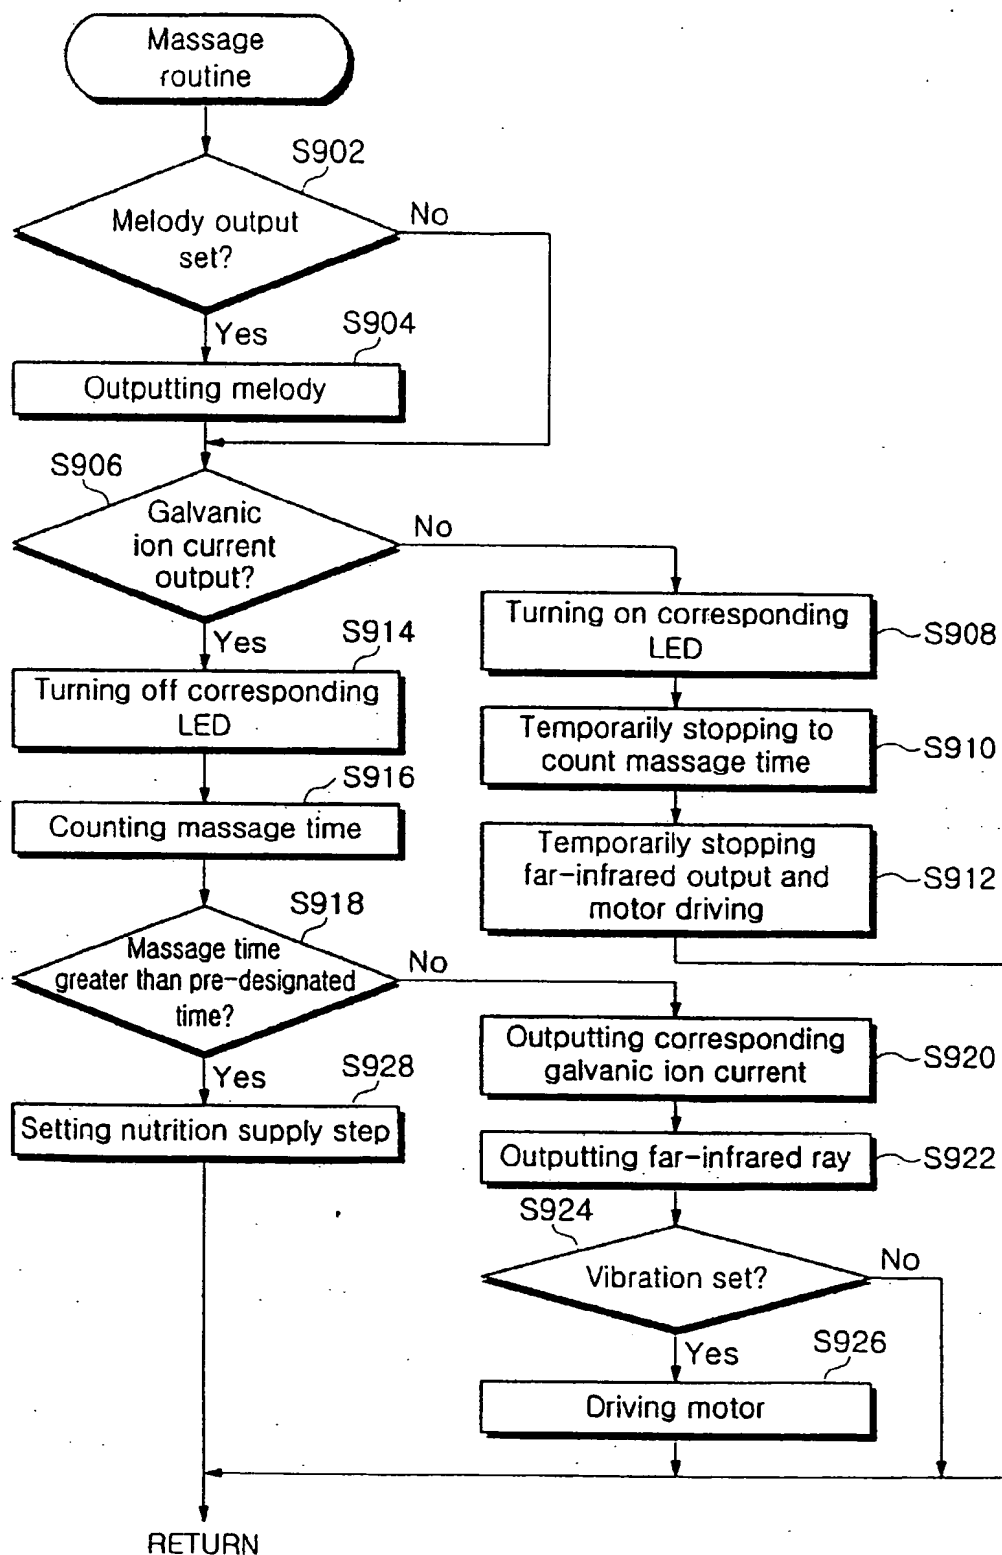 Massage
routine
S902
Melody output
set?
No
Yes
S904
Outputting melody
S906
Galvanic
ion current
output?
No
Yes
Turning on corresponding
LED
S908
S914
Turning off corresponding
LED
Temporarily stopping to
count massage time
S910
S916
Counting massage time
Temporarily stopping
far-infrared output and
motor driving
S912
S918
Massage time
greater than pre-designated
time?
No
Yes
Outputting corresponding
galvanic ion current
S920
S928
Setting nutrition supply step
Outputting far-infrared ray
S922
S924
Vibration set?
No
Yes
S926
Driving motor
RETURN